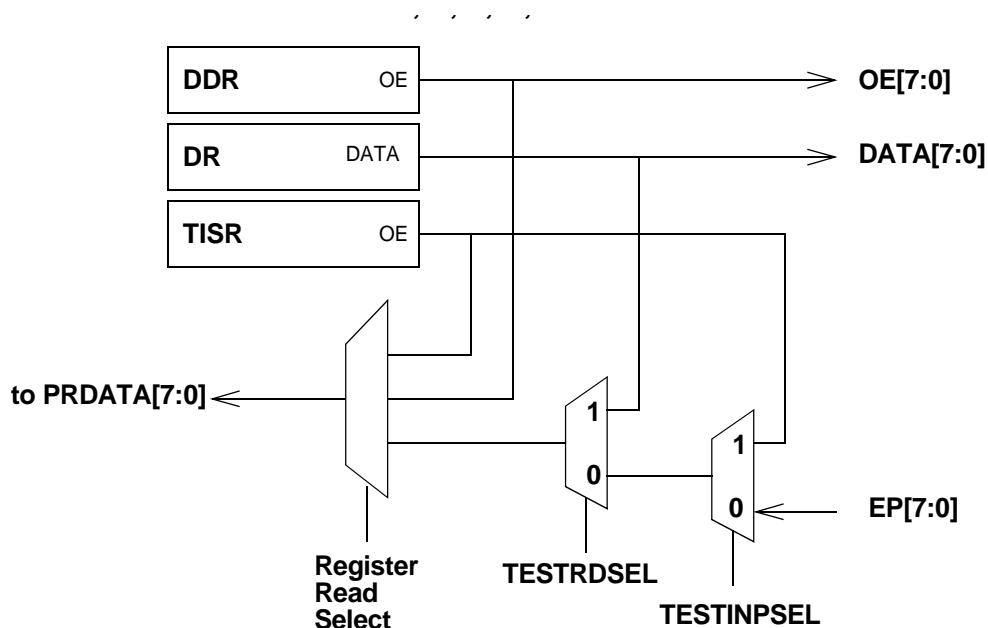 DDR OE OE[7:0]
DR DATA DATA[7:0]
TISR OE
to PRDATA[7:0]
1
1
0
0
EP[7:0]
Register
Read
Select
TESTRDSEL
TESTINPSEL